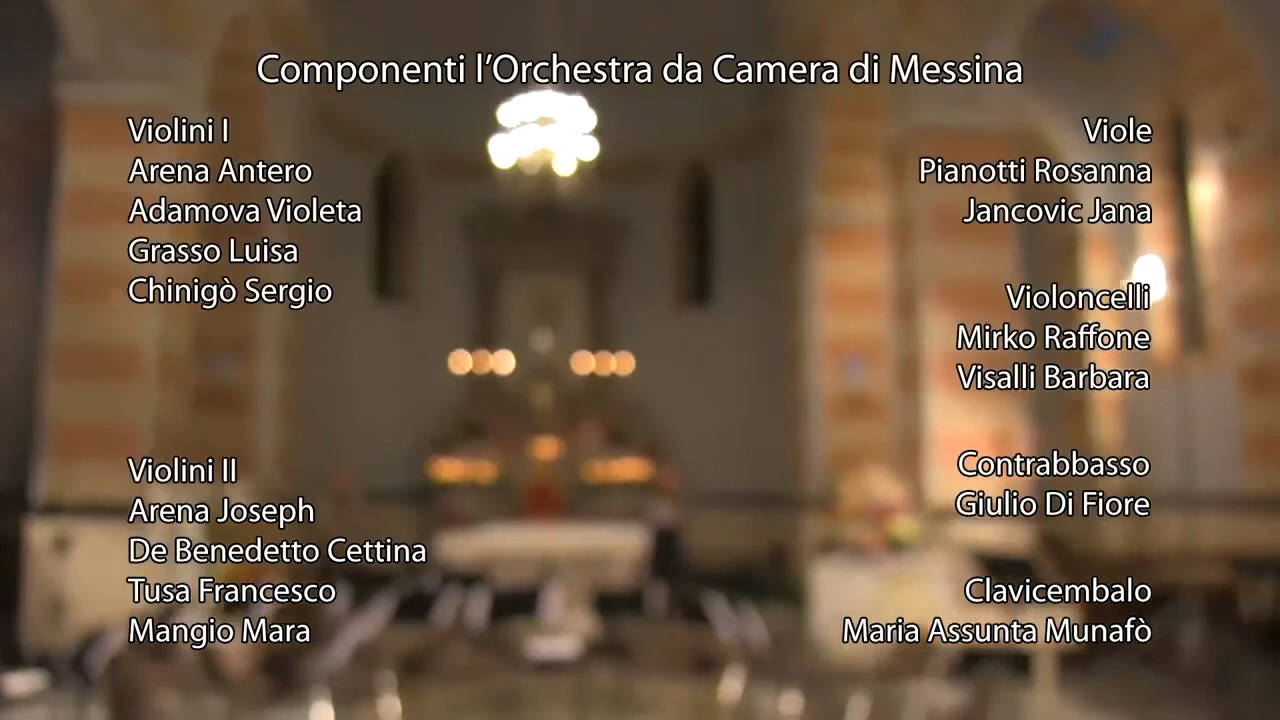 Componenti l'Orchestra da Camera di Messina
Violini I
Arena Antero
Adamova Violeta
Grasso Luisa
Chinigò Sergio
Violini II
Arena Joseph
De Benedetto Cettina
Tusa Francesco
Mangio Mara
Viole
Pianotti Rosanna
Jancovic Jana
Violoncelli
Mirko Raffone
Visalli Barbara
Contrabbasso
Giulio Di Fiore
Clavicembalo
Maria Assunta Munafò